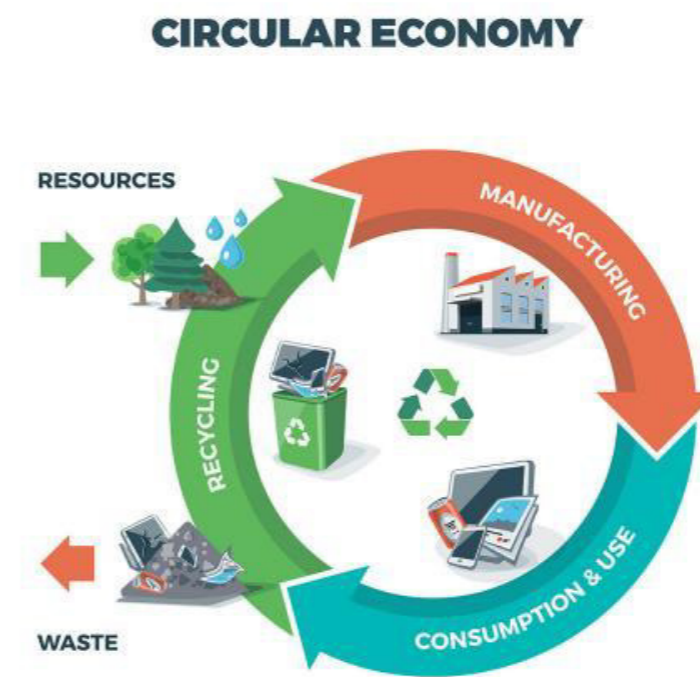 CIRCULAR ECONOMY
RESOURCES
MANUFACTURING
RECYCLING
CONSUMPTION & USE
WASTE